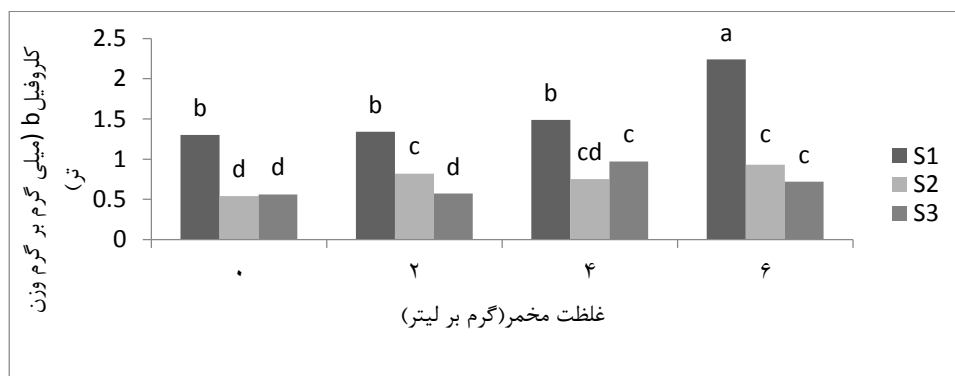 کلروفیل b (میلی گرم بر گرم وزن
تر)
2.5
2
1.5
1
0.5
0
b
d
d
b
c
d
b
cd
c
a
c
c
S1
S2
S3
۰
۲
۴
۶
غلظت مخمر(گرم بر لیتر)